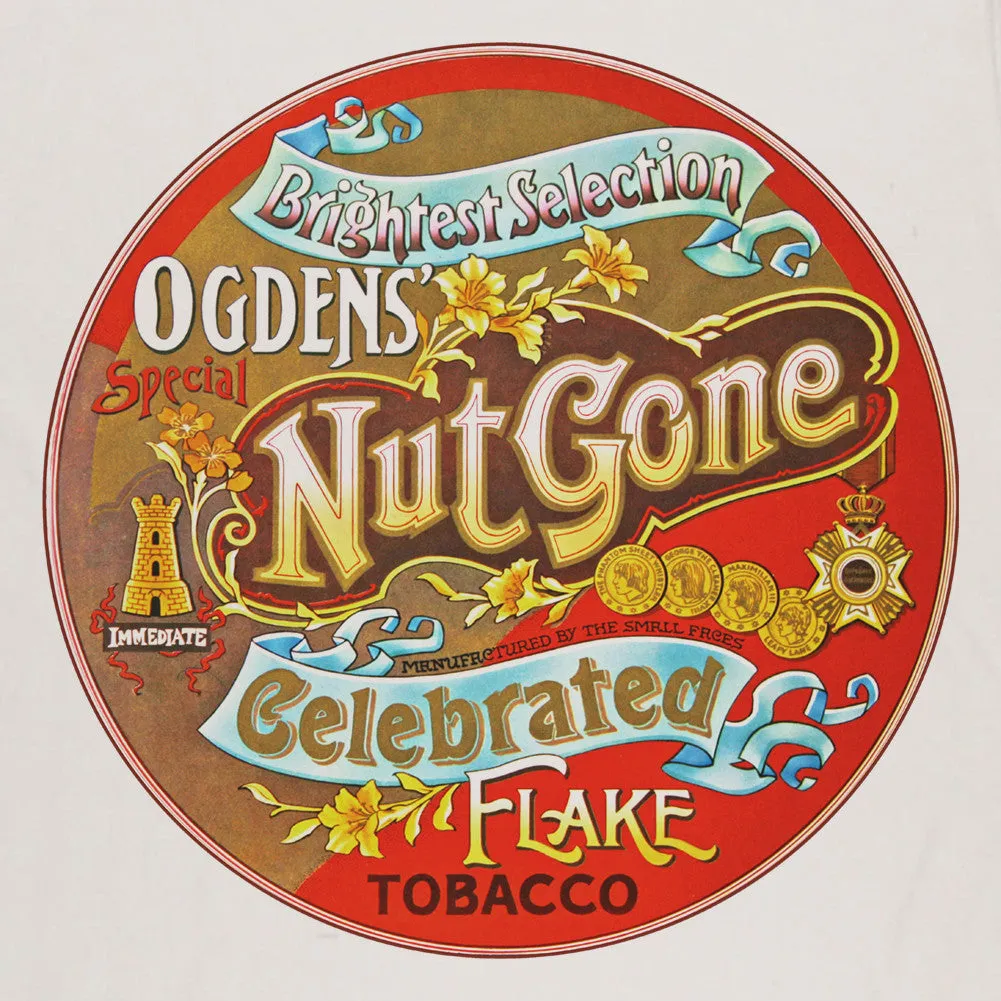 Brightest Selection
OGDENS'
Special
Nut Gone
IMMEDIATE
MANUFACTURED BY THE SMALL FACES
Celebrated
FLAKE
TOBACCO